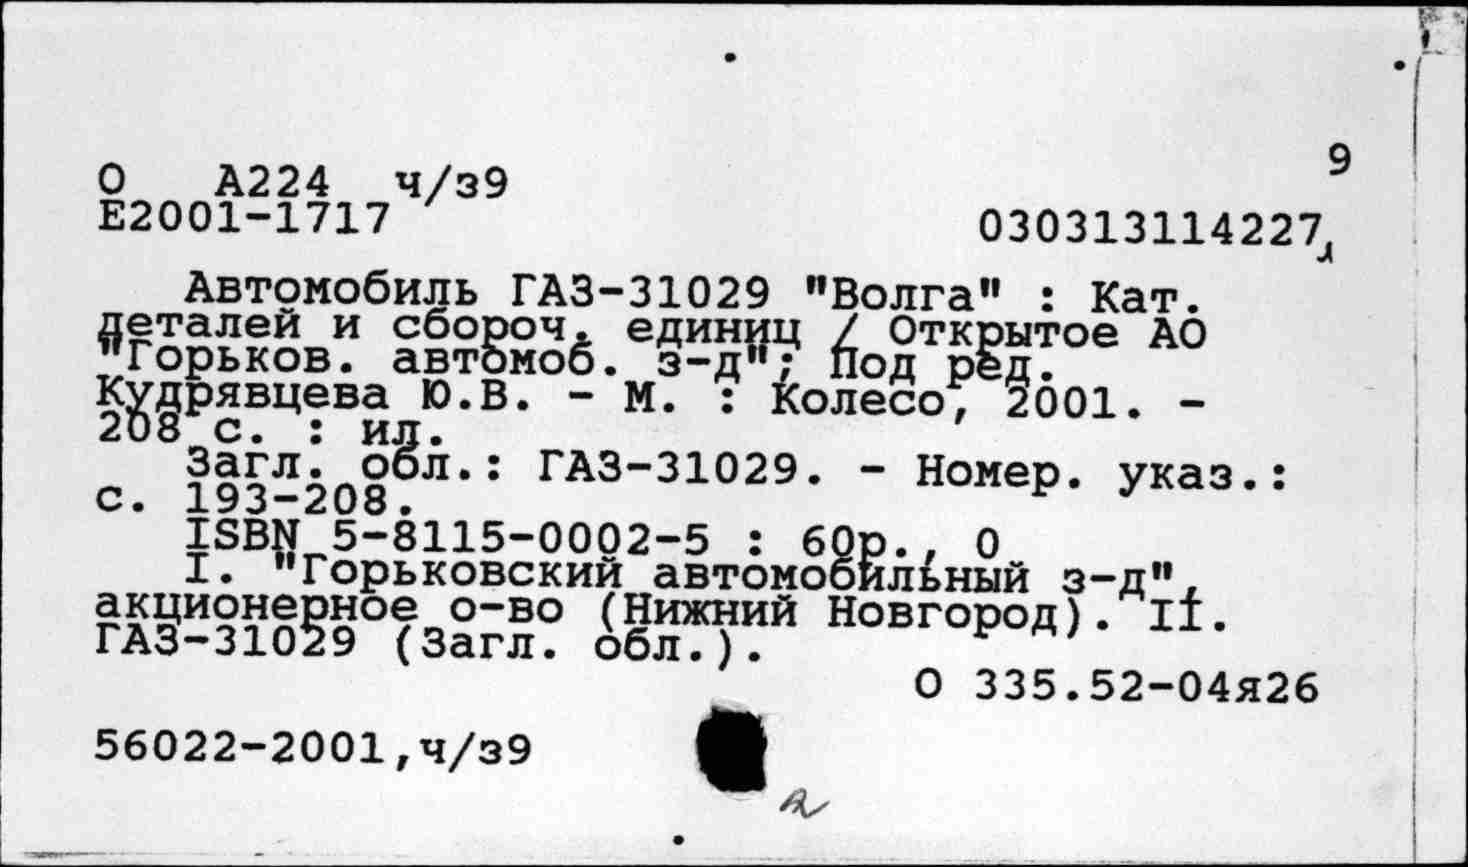 9
О А224 ч/з9
Е2001-1717
030313114227
Автомобиль ГАЗ-31029 "Волга" : Кат.
деталей и сбороч. единиц / Открытое АО
"Горьков. автомоб. з-д"; Под ред.
Кудрявцева Ю.В. - М. : Колесо, 2001. -
208 с. : ил.
Загл. обл.: ГАЗ-31029. - Номер. указ.:
с. 193-208.
ISBN 5-8115-0002-5 : 60р., 0
I. "Горьковский автомобильный з-д",
акционерное о-во (Нижний Новгород). II.
ГАЗ-31029 (Загл. обл.).
О 335.52-04я26
56022-2001,ч/з9